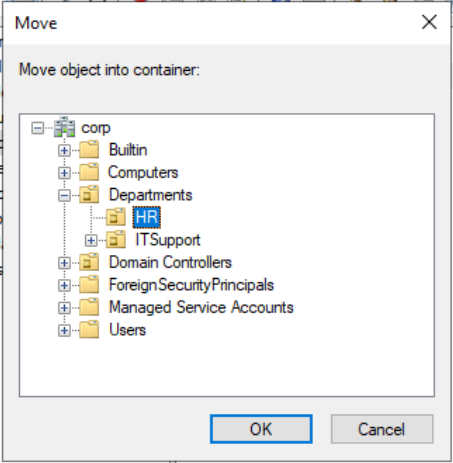 Move
Move object into container:
corp
Builtin
Computers
Departments
HR
ITSupport
Domain Controllers
ForeignSecurityPrincipals
Managed Service Accounts
Users
OK
Cancel